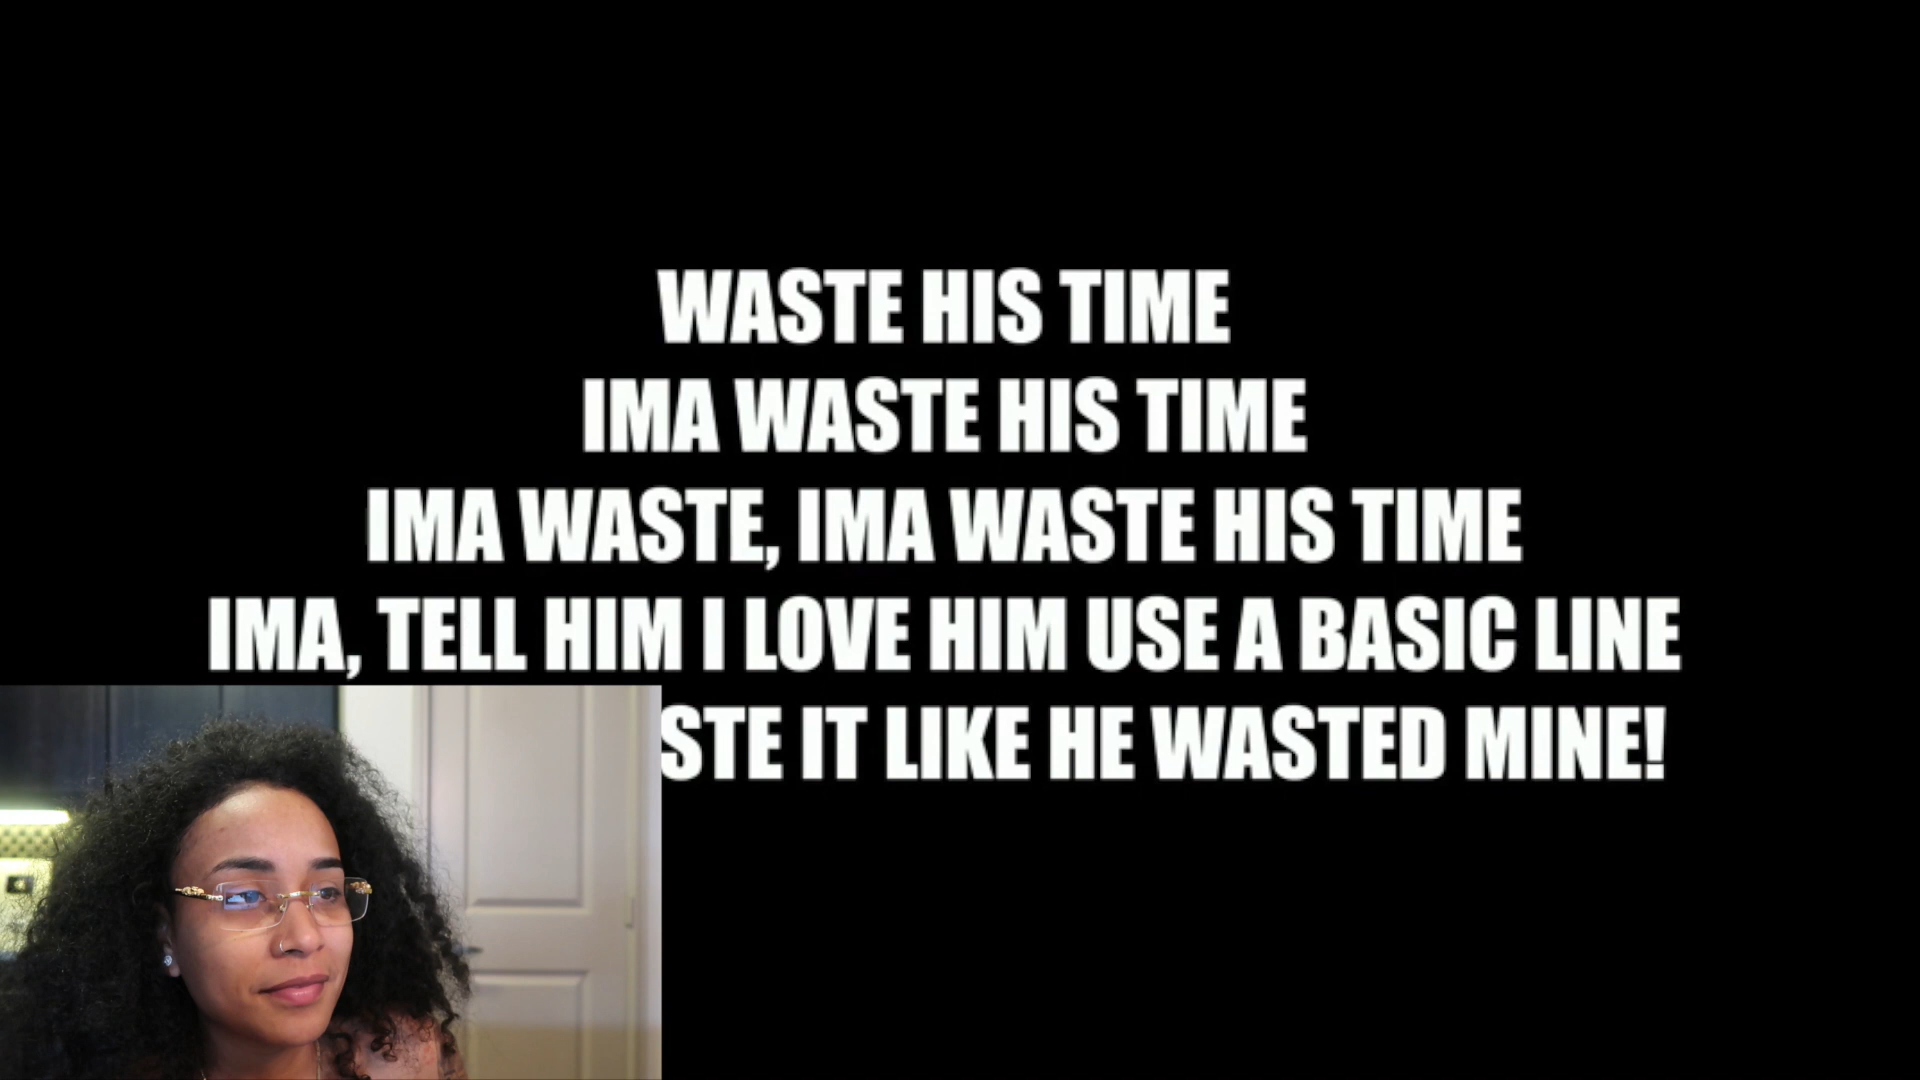 WASTE HIS TIME
IMA WASTE HIS TIME
IMA WASTE, IMA WASTE HIS TIME
IMA, TELL HIM I LOVE HIM USE A BASIC LINE
IT LIKE HE WASTED MINE!